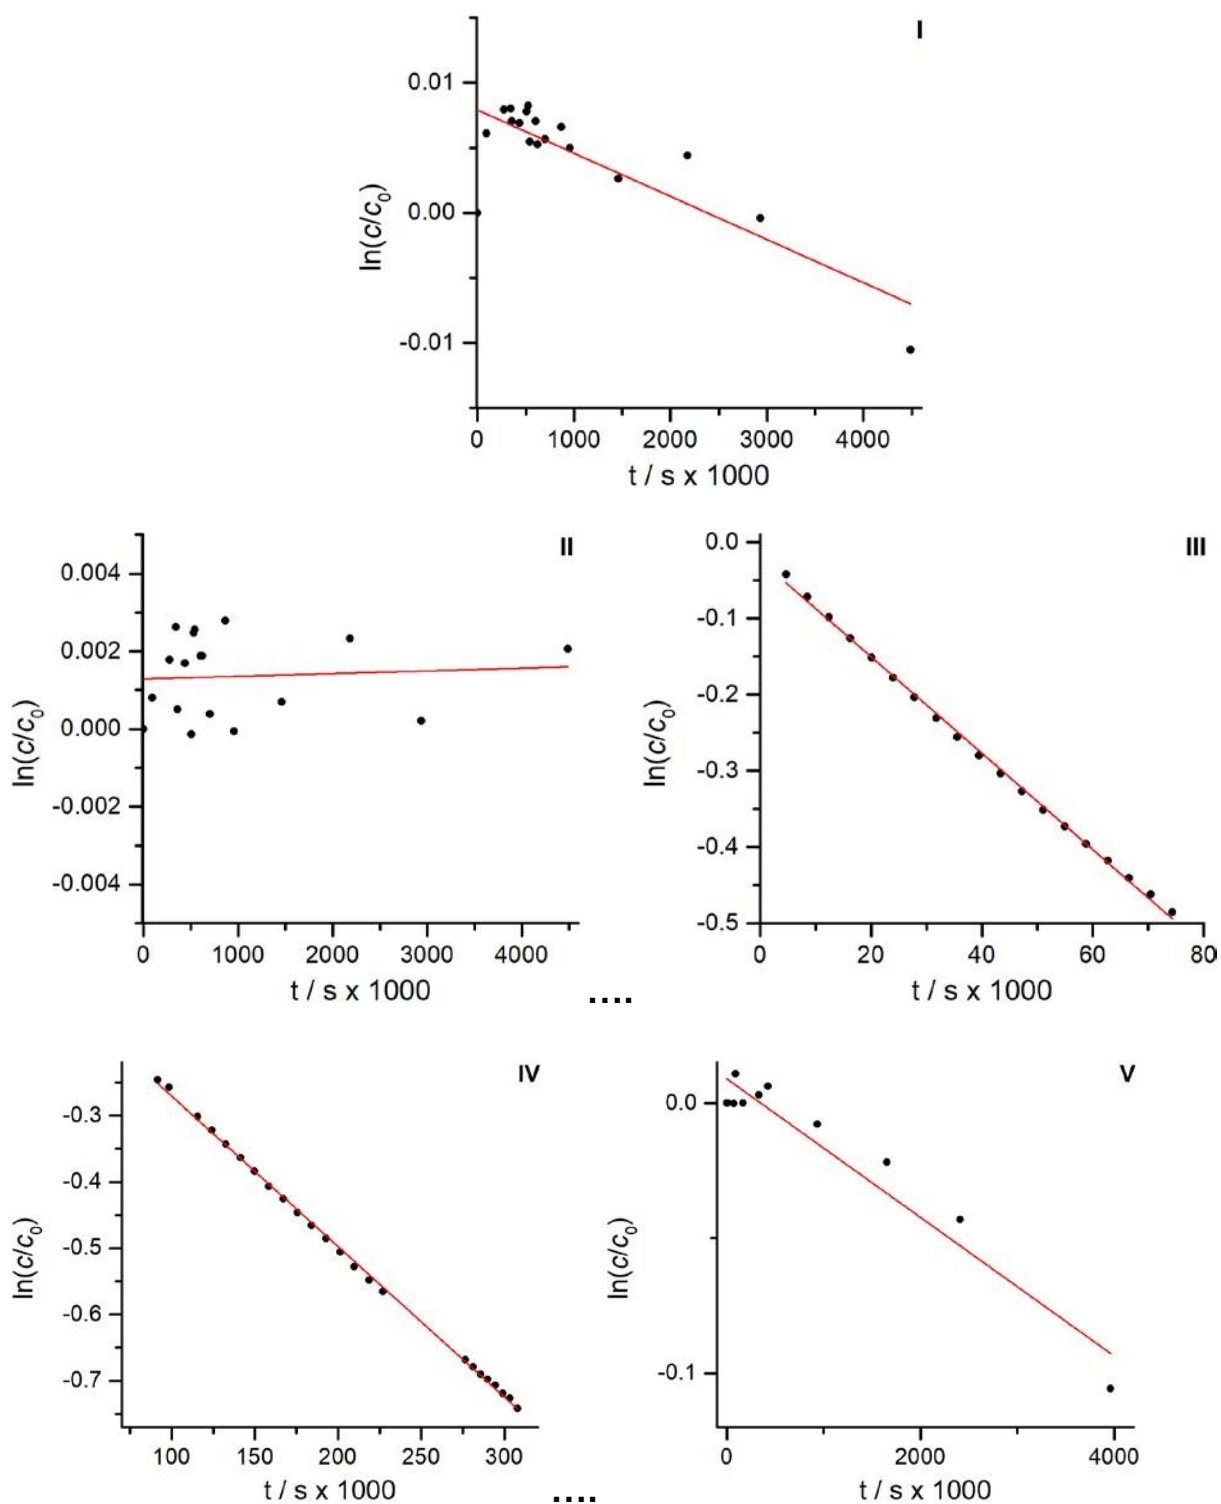 I
0.01
0.00
-0.01
ln(c/c₀)
0 1000 2000 3000 4000
t / s x 1000
II
0.004
0.002
0.000
-0.002
-0.004
ln(c/c₀)
0 1000 2000 3000 4000
t / s x 1000
....
III
0.0
-0.1
-0.2
-0.3
-0.4
-0.5
ln(c/c₀)
0 20 40 60 80
t / s x 1000
IV
-0.3
-0.4
-0.5
-0.6
-0.7
ln(c/c₀)
100 150 200 250 300
t / s x 1000
....
V
0.0
-0.1
ln(c/c₀)
0 2000 4000
t / s x 1000